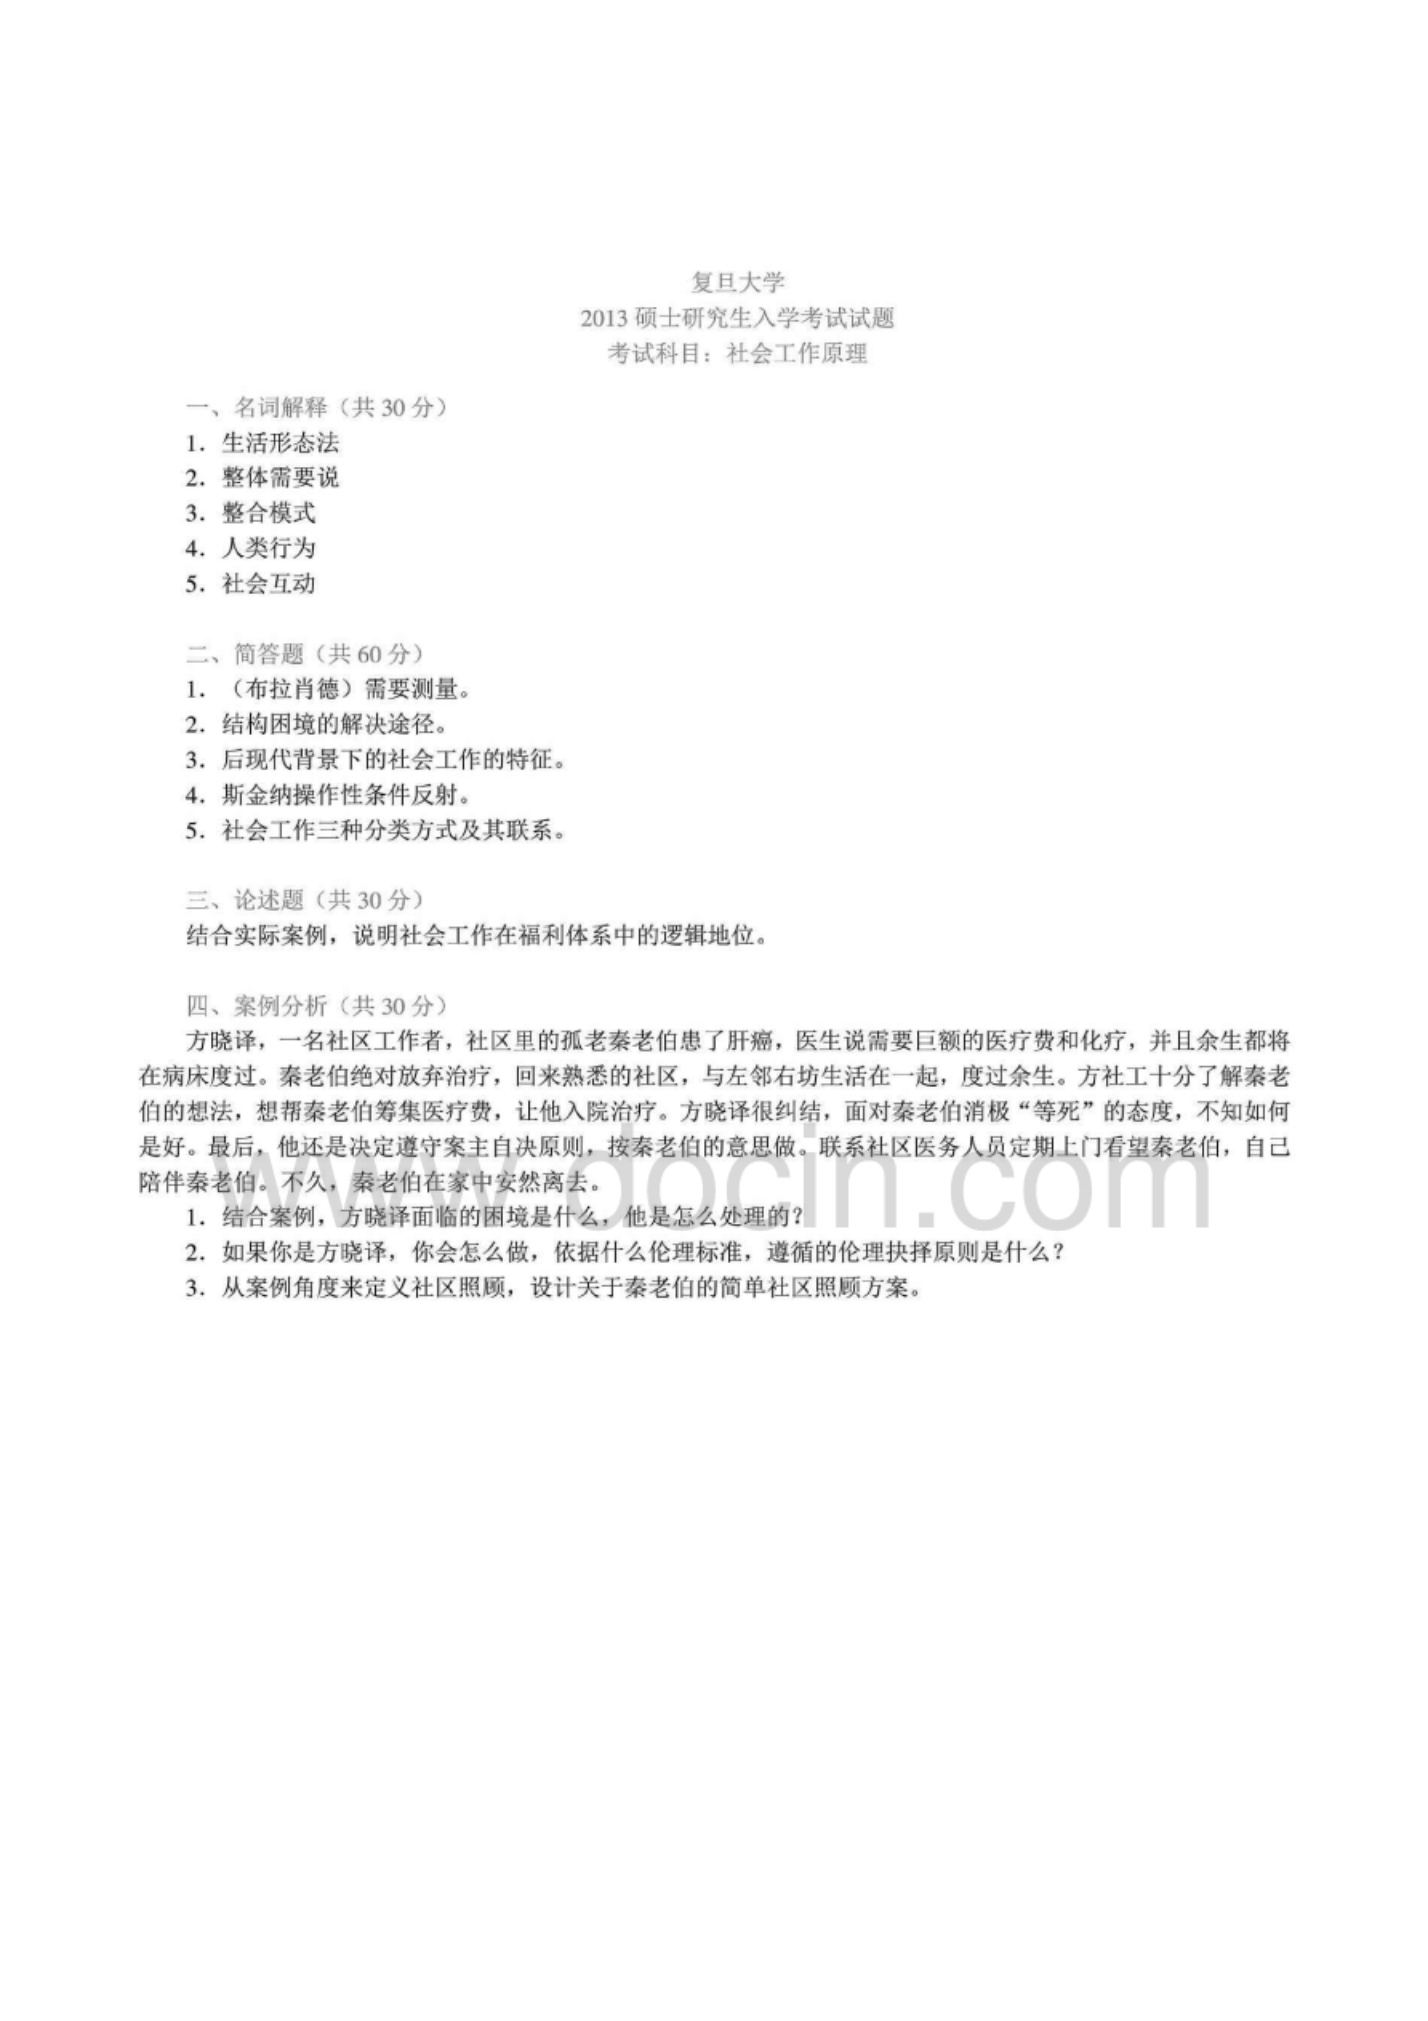 复旦大学
2013 硕士研究生入学考试试题
考试科目：社会工作原理
一、名词解释（共 30 分）
1．生活形态法
2．整体需要说
3．整合模式
4．人类行为
5．社会互动
二、简答题（共 60 分）
1．（布拉肖德）需要测量。
2．结构困境的解决途径。
3．后现代背景下的社会工作的特征。
4．斯金纳操作性条件反射。
5．社会工作三种分类方式及其联系。
三、论述题（共 30 分）
结合实际案例，说明社会工作在福利体系中的逻辑地位。
四、案例分析（共 30 分）
方晓译，一名社区工作者，社区里的孤老秦老伯患了肝癌，医生说需要巨额的医疗费和化疗，并且余生都将
在病床度过。秦老伯绝对放弃治疗，回来熟悉的社区，与左邻右坊生活在一起，度过余生。方社工十分了解秦老
伯的想法，想帮秦老伯筹集医疗费，让他入院治疗。方晓译很纠结，面对秦老伯消极“等死”的态度，不知如何
是好。最后，他还是决定遵守案主自决原则，按秦老伯的意思做。联系社区医务人员定期上门看望秦老伯，自己
陪伴秦老伯。不久，秦老伯在家中安然离去。
www.docin.com
1．结合案例，方晓译面临的困境是什么，他是怎么处理的？
2．如果你是方晓译，你会怎么做，依据什么伦理标准，遵循的伦理抉择原则是什么？
3．从案例角度来定义社区照顾，设计关于秦老伯的简单社区照顾方案。